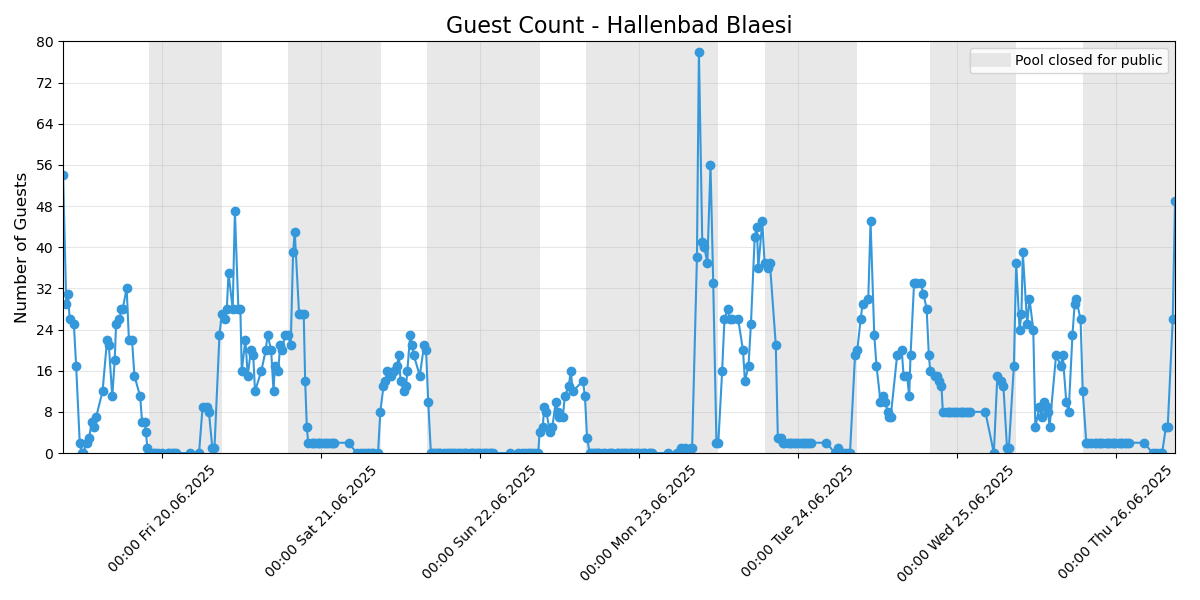 Guest Count - Hallenbad Blaesi
Pool closed for public
Number of Guests
80
72
64
56
48
40
32
24
16
8
0
00:00 Fri 20.06.2025
00:00 Sat 21.06.2025
00:00 Sun 22.06.2025
00:00 Mon 23.06.2025
00:00 Tue 24.06.2025
00:00 Wed 25.06.2025
00:00 Thu 26.06.2025